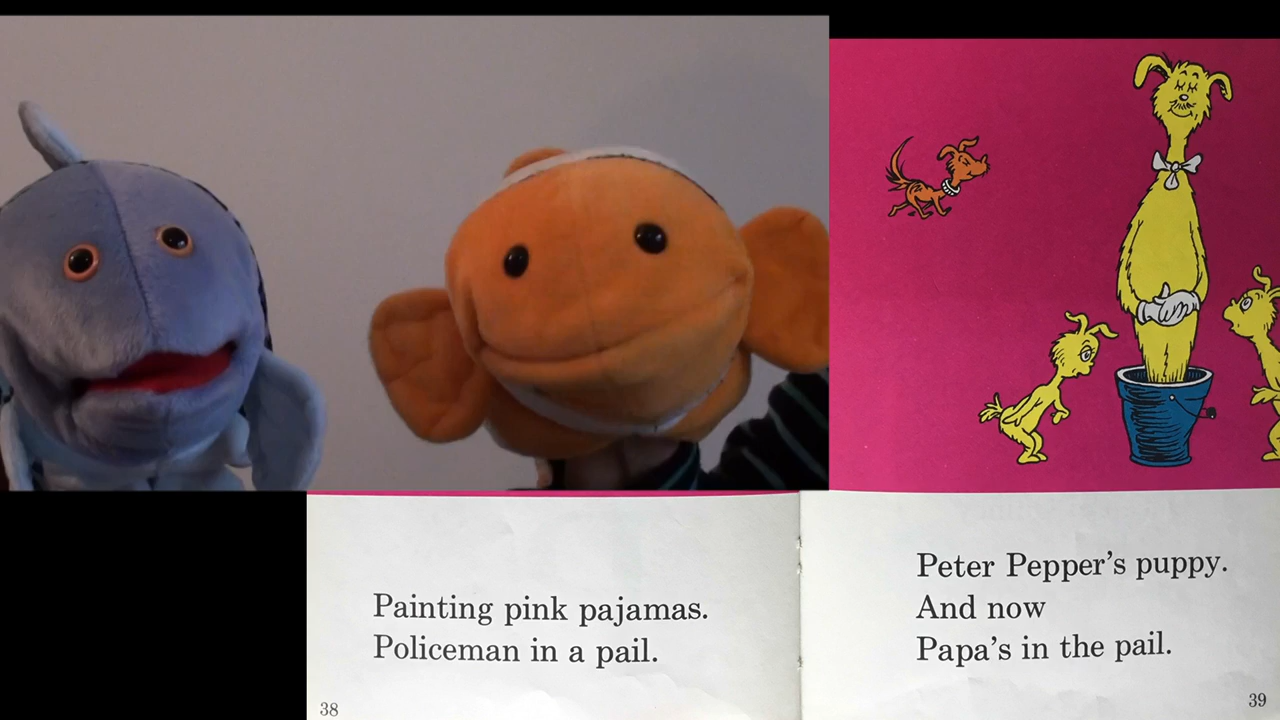 Painting pink pajamas.
Policeman in a pail.
38
Peter Pepper's puppy.
And now
Papa's in the pail.
39